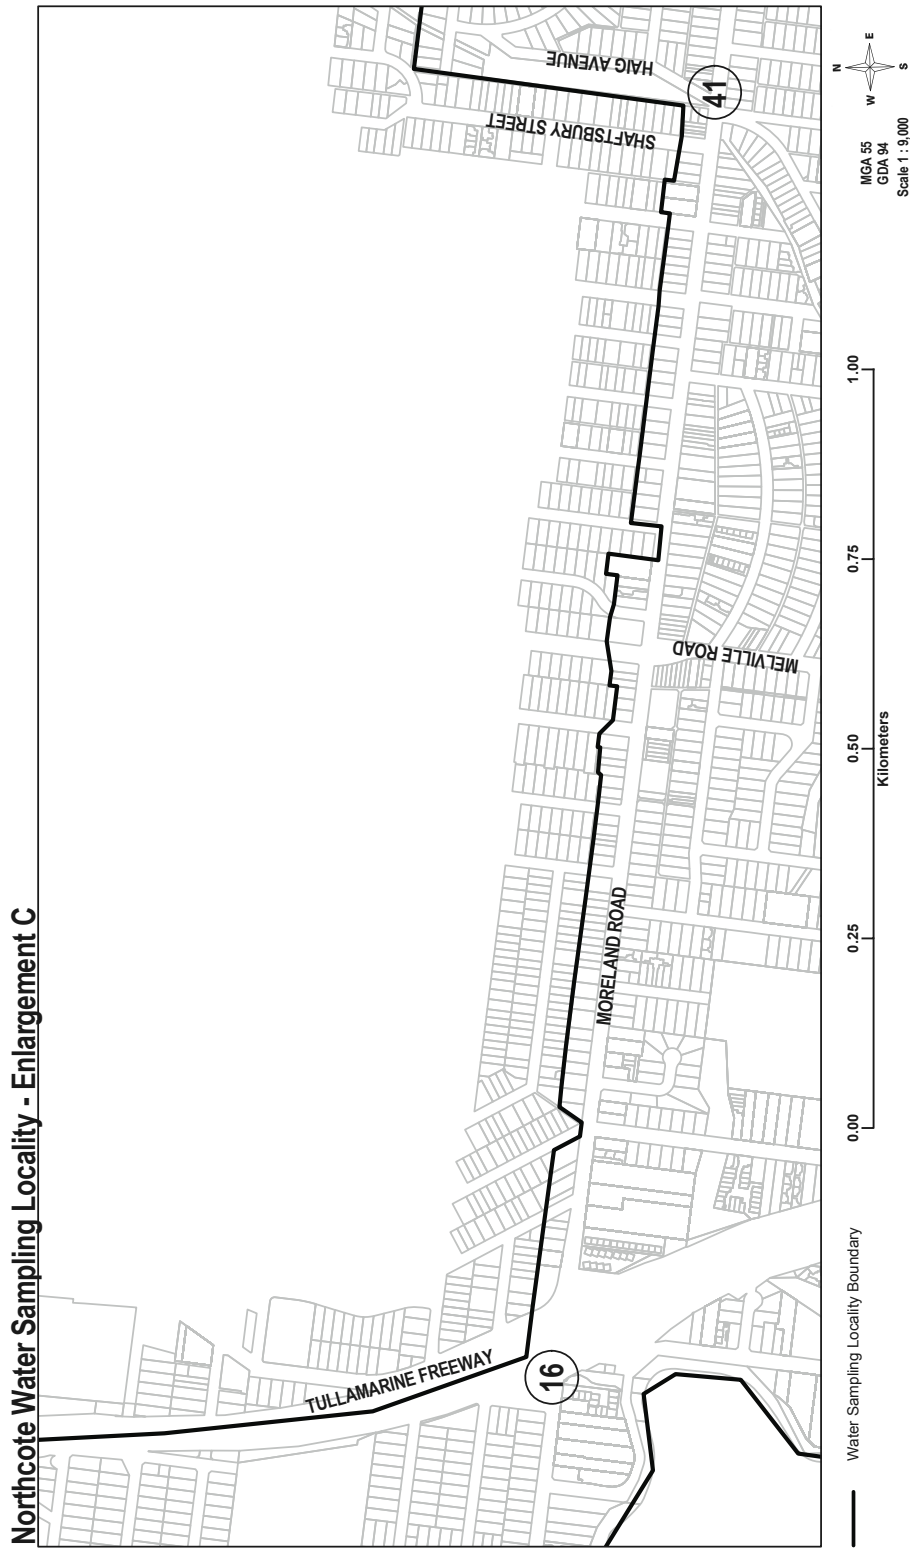 Northcote Water Sampling Locality - Enlargement C
TULLAMARINE FREEWAY
16
MORELAND ROAD
MELVILLE ROAD
SHAFTSBURY STREET
HAIG AVENUE
41
Water Sampling Locality Boundary
0.00 0.25 0.50 0.75 1.00
Kilometers
MGA 55
GDA 94
Scale 1 : 9,000
N
W E
S